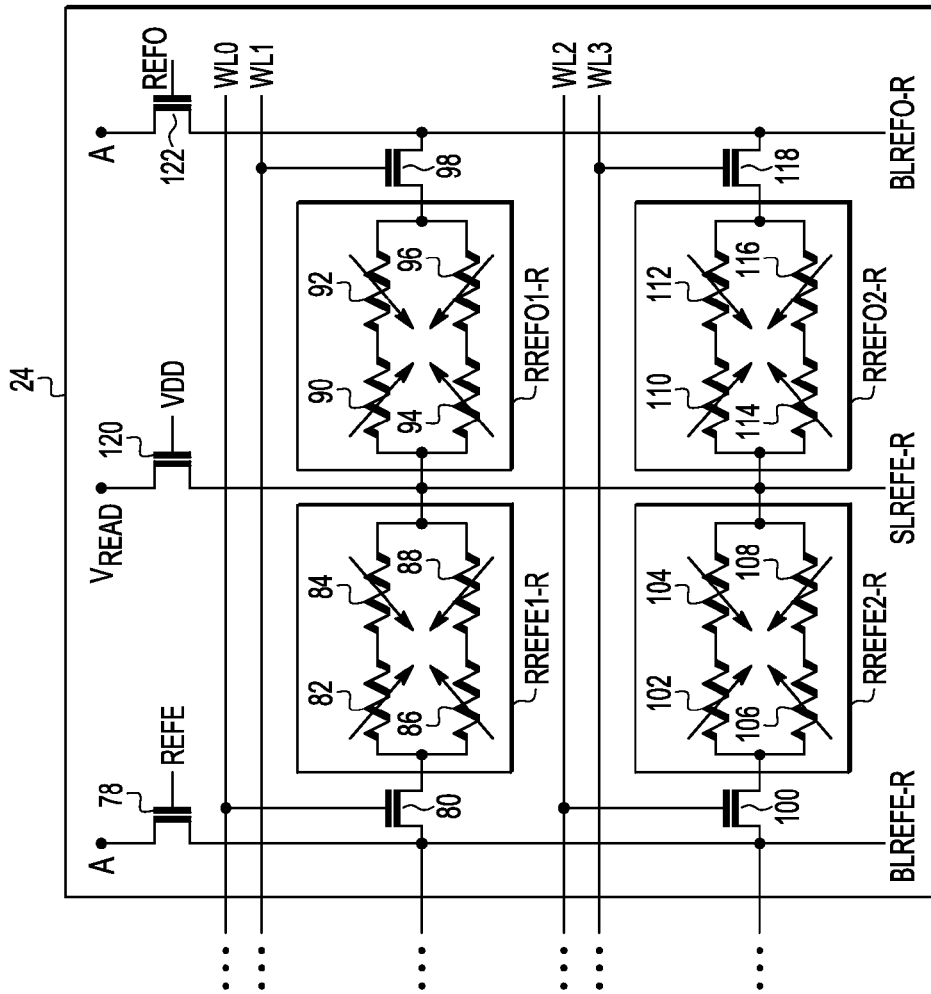 24
A
VREAD
A
78
REFE
120
VDD
122
REFO
WL0
WL1
80
82
84
86
88
RREFE1-R
90
92
94
96
RREFO1-R
98
WL2
WL3
100
102
104
106
108
RREFE2-R
110
112
114
116
RREFO2-R
118
BLREFE-R
SLREFE-R
BLREFO-R